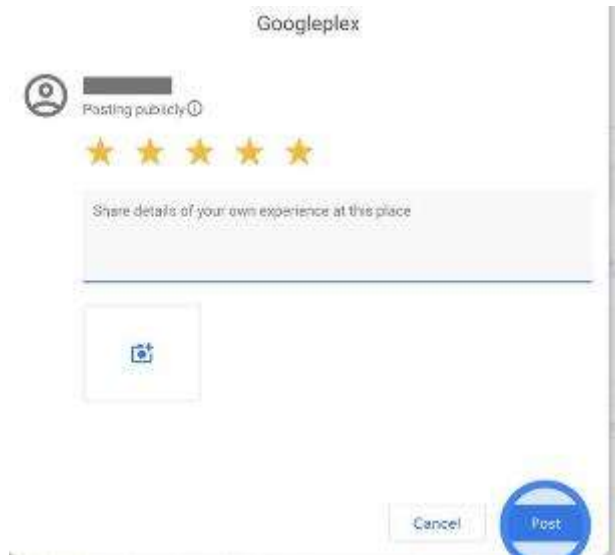 Googleplex
Posting publicly
Share details of your own experience at this place
Cancel
Post